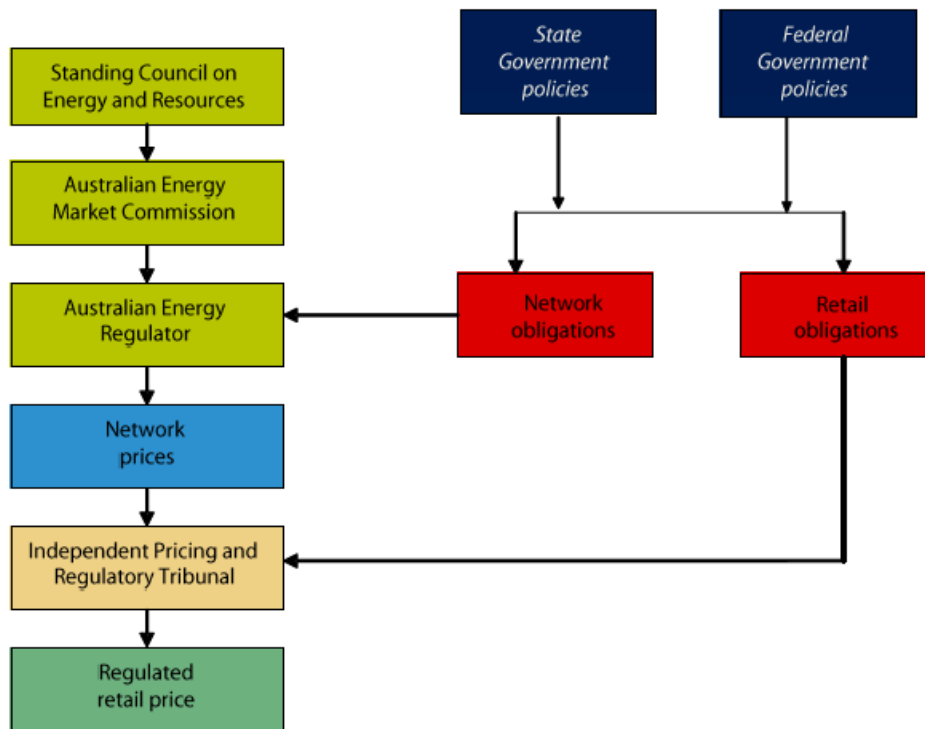 Standing Council on
Energy and Resources
Australian Energy
Market Commission
Australian Energy
Regulator
Network
prices
Independent Pricing and
Regulatory Tribunal
Regulated
retail price
State
Government
policies
Federal
Government
policies
Network
obligations
Retail
obligations